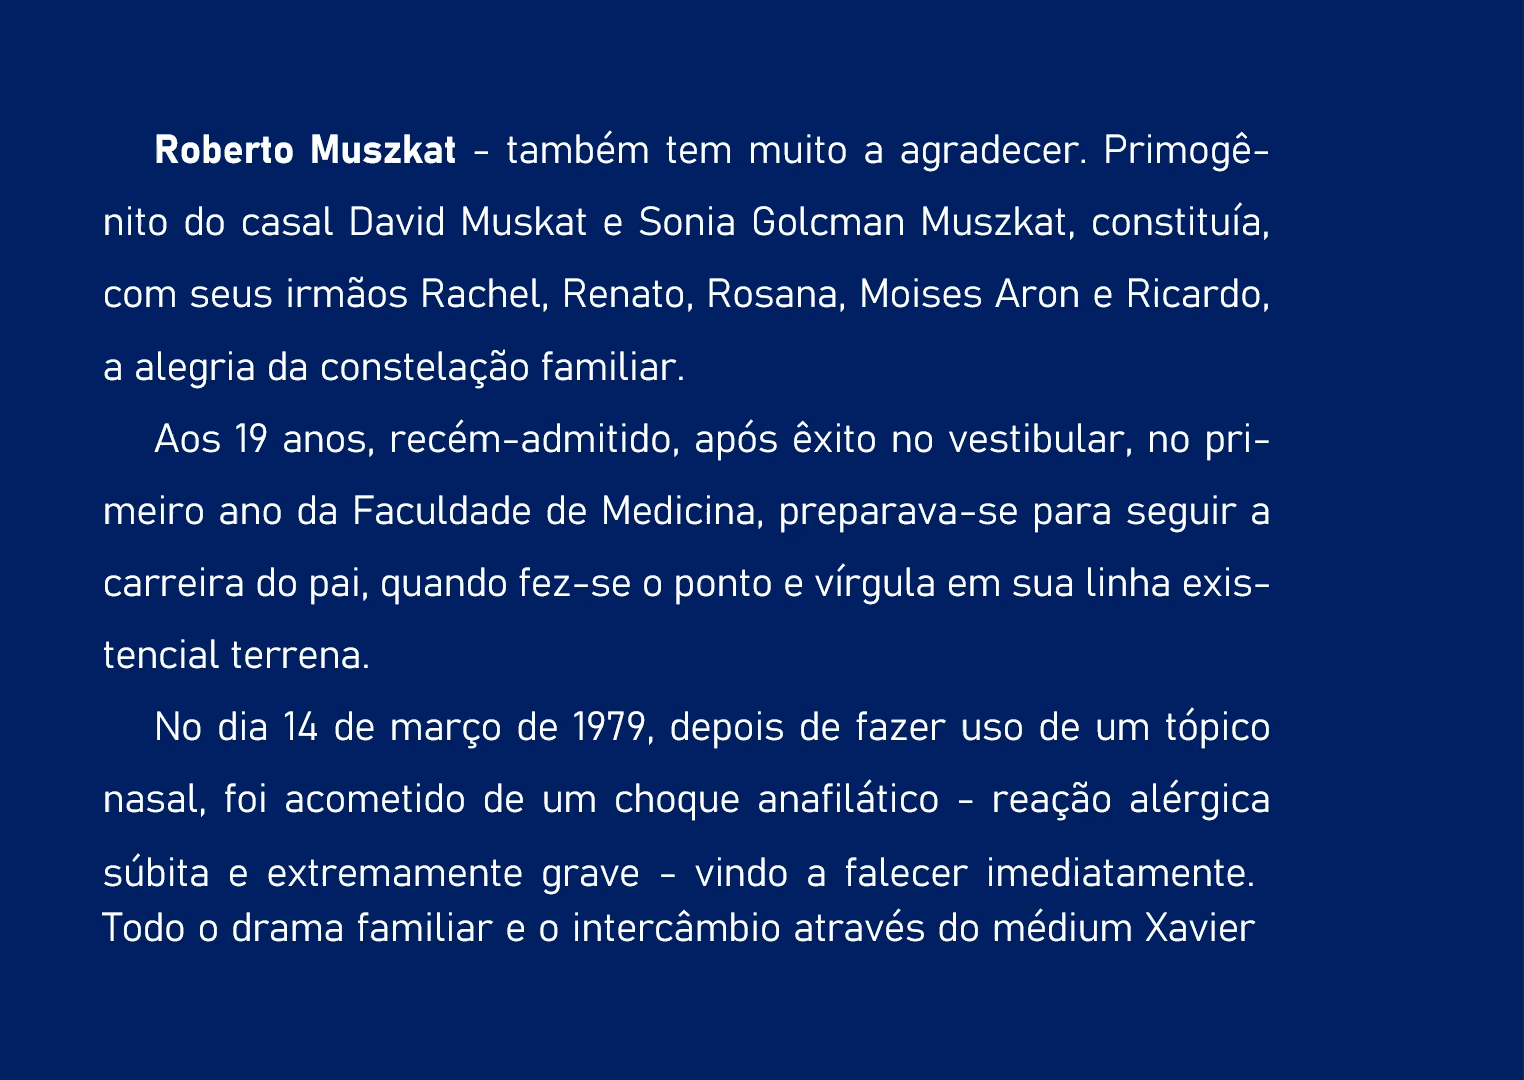 Roberto Muszkat - também tem muito a agradecer. Primogê-
nito do casal David Muskat e Sonia Golcman Muszkat, constituía,
com seus irmãos Rachel, Renato, Rosana, Moises Aron e Ricardo,
a alegria da constelação familiar.
Aos 19 anos, recém-admitido, após êxito no vestibular, no pri-
meiro ano da Faculdade de Medicina, preparava-se para seguir a
carreira do pai, quando fez-se o ponto e vírgula em sua linha exis-
tencial terrena.
No dia 14 de março de 1979, depois de fazer uso de um tópico
nasal, foi acometido de um choque anafilático - reação alérgica
súbita e extremamente grave - vindo a falecer imediatamente.
Todo o drama familiar e o intercâmbio através do médium Xavier